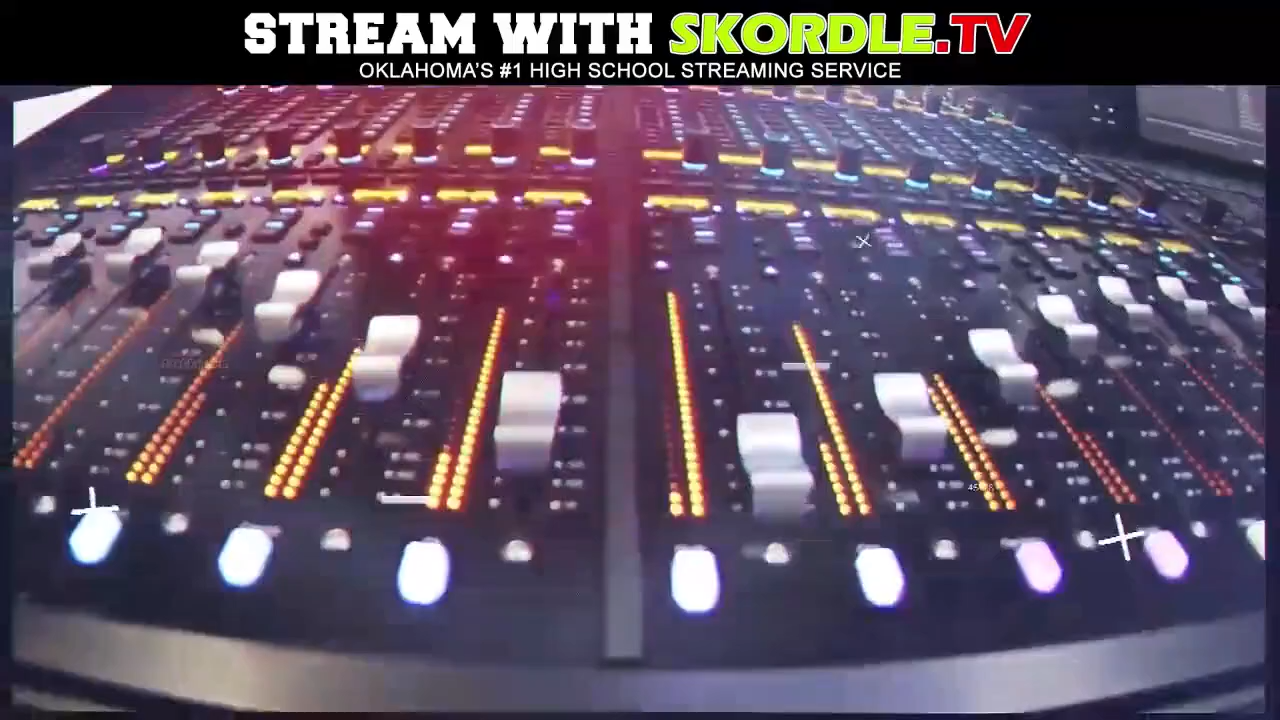 STREAM WITH SKORDLE.TV
OKLAHOMA'S #1 HIGH SCHOOL STREAMING SERVICE